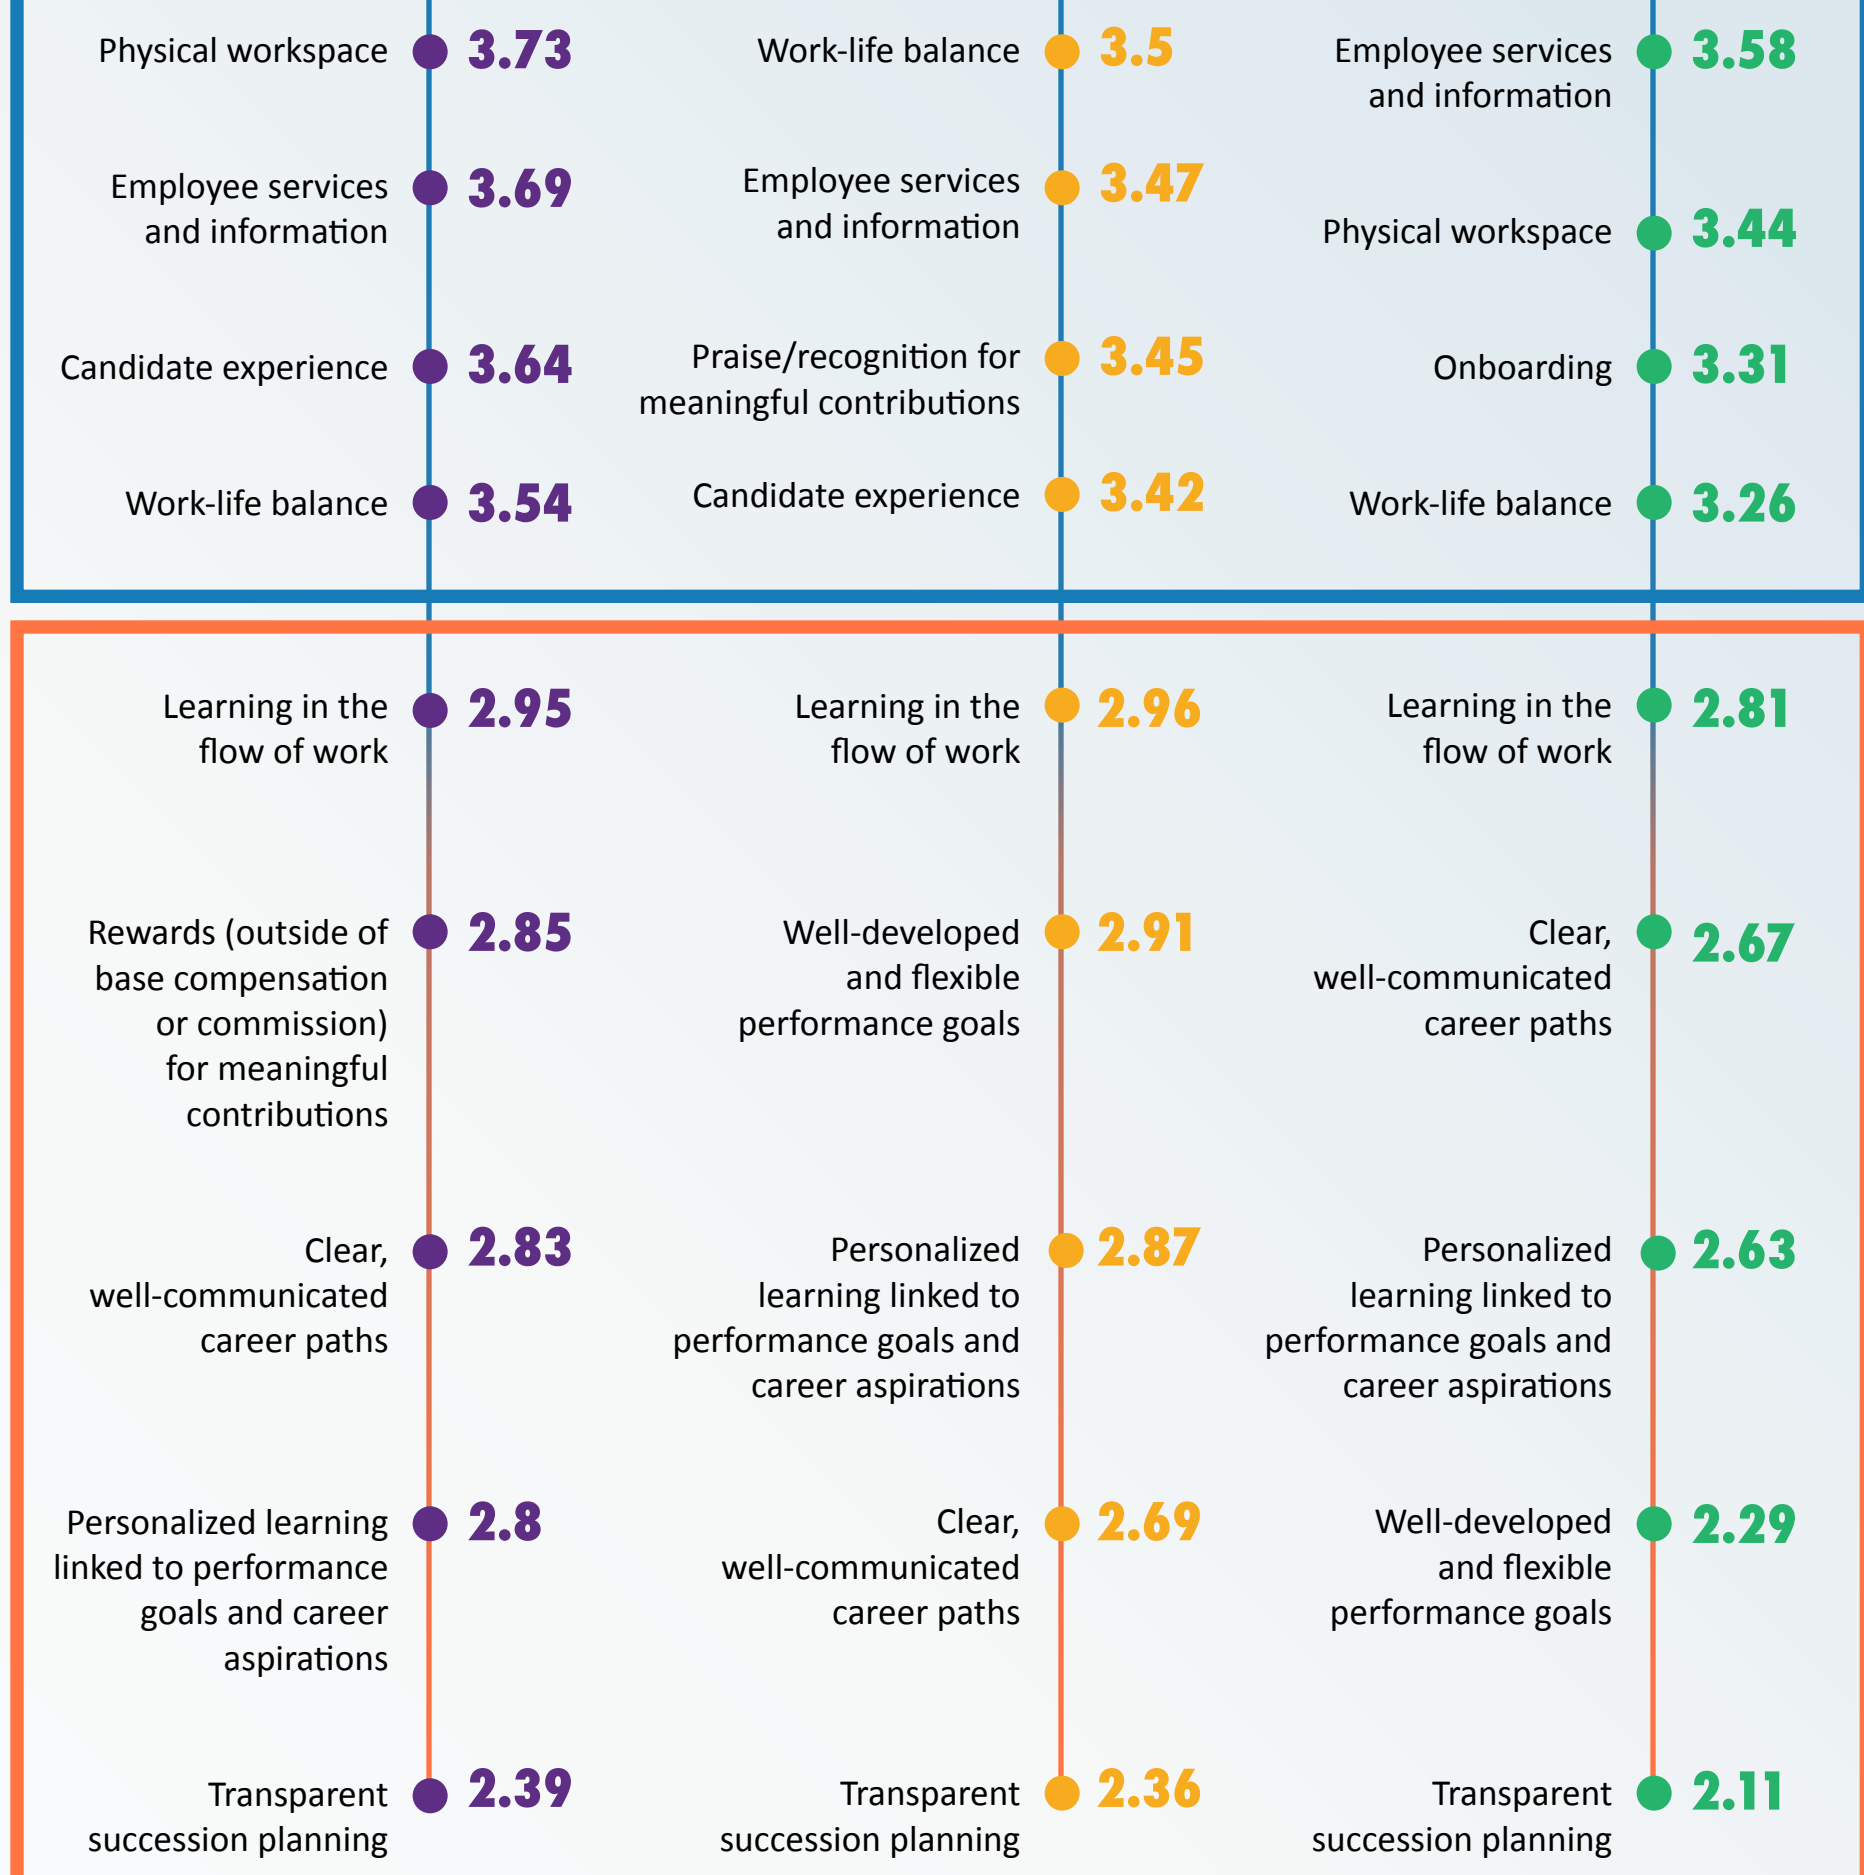 Physical workspace
3.73
Employee services
and information
3.69
Candidate experience
3.64
Work-life balance
3.54
Work-life balance
3.5
Employee services
and information
3.47
Praise/recognition for
meaningful contributions
3.45
Candidate experience
3.42
Employee services
and information
3.58
Physical workspace
3.44
Onboarding
3.31
Work-life balance
3.26
Learning in the
flow of work
2.95
Rewards (outside of
base compensation
or commission)
for meaningful
contributions
2.85
Clear,
well-communicated
career paths
2.83
Personalized learning
linked to performance
goals and career
aspirations
2.8
Transparent
succession planning
2.39
Learning in the
flow of work
2.96
Well-developed
and flexible
performance goals
2.91
Personalized
learning linked to
performance goals and
career aspirations
2.87
Clear,
well-communicated
career paths
2.69
Transparent
succession planning
2.36
Learning in the
flow of work
2.81
Clear,
well-communicated
career paths
2.67
Personalized
learning linked to
performance goals and
career aspirations
2.63
Well-developed
and flexible
performance goals
2.29
Transparent
succession planning
2.11